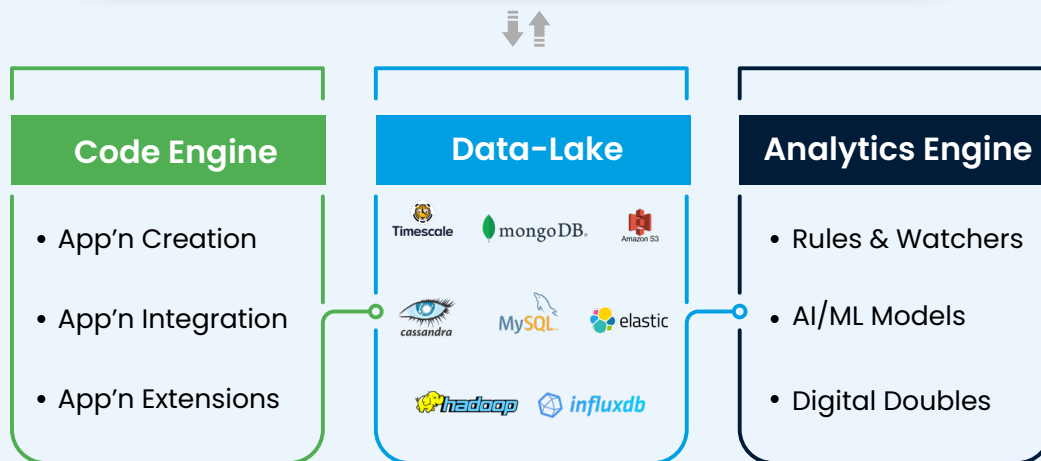 Code Engine
App'n Creation
App'n Integration
App'n Extensions
Data-Lake
Timescale
mongoDB.
Amazon S3
cassandra
MySQL.
elastic
hadoop
influxdb
Analytics Engine
Rules & Watchers
AI/ML Models
Digital Doubles